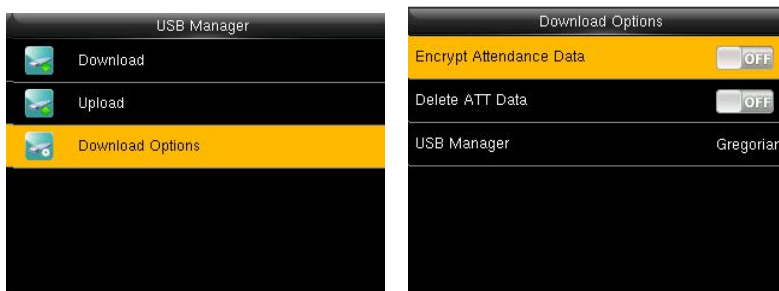 USB Manager
Download
Upload
Download Options
Download Options
Encrypt Attendance Data
OFF
Delete ATT Data
OFF
USB Manager
Gregorian